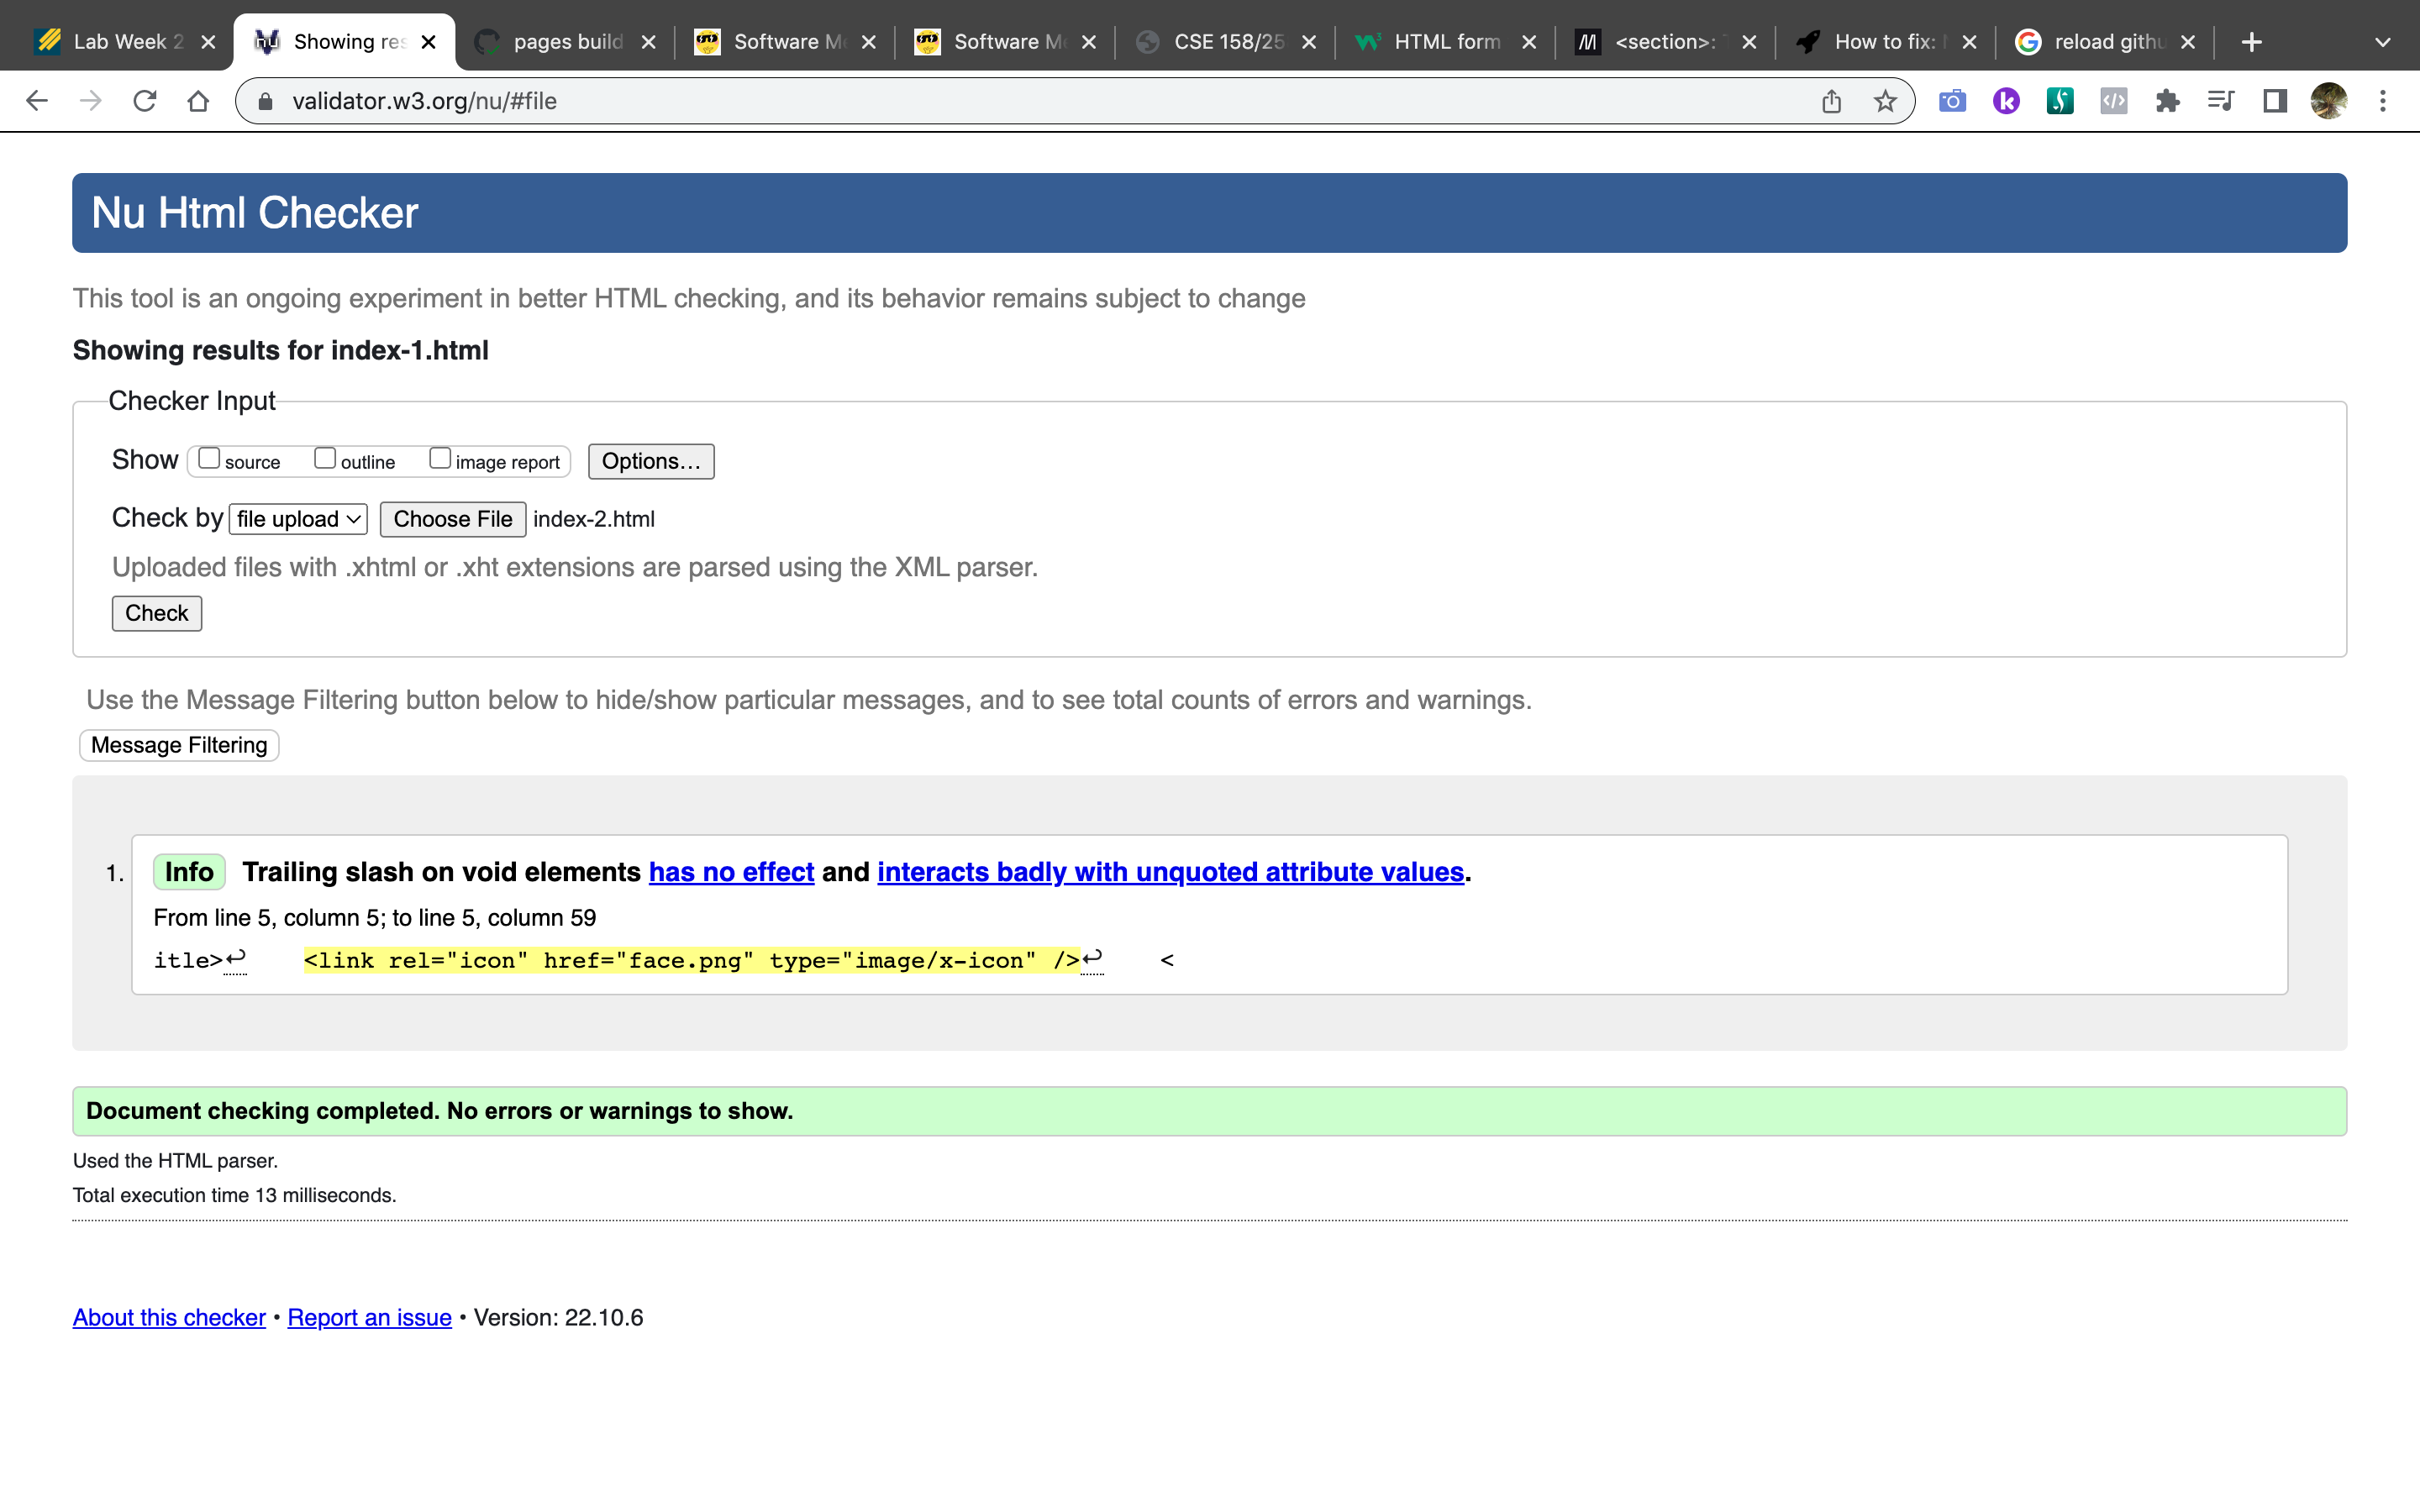 Lab Week 2 Showing res pages build Software Me Software Me CSE 158/25 HTML form <section>: T How to fix: reload githu
validator.w3.org/nu/#file
Nu Html Checker
This tool is an ongoing experiment in better HTML checking, and its behavior remains subject to change
Showing results for index-1.html
Checker Input
Show source outline image report Options...
Check by file upload Choose File index-2.html
Uploaded files with .xhtml or .xht extensions are parsed using the XML parser.
Check
Use the Message Filtering button below to hide/show particular messages, and to see total counts of errors and warnings.
Message Filtering
1. Info Trailing slash on void elements has no effect and interacts badly with unquoted attribute values.
From line 5, column 5; to line 5, column 59
itle>↩ <link rel="icon" href="face.png" type="image/x-icon" />↩ <
Document checking completed. No errors or warnings to show.
Used the HTML parser.
Total execution time 13 milliseconds.
About this checker • Report an issue • Version: 22.10.6